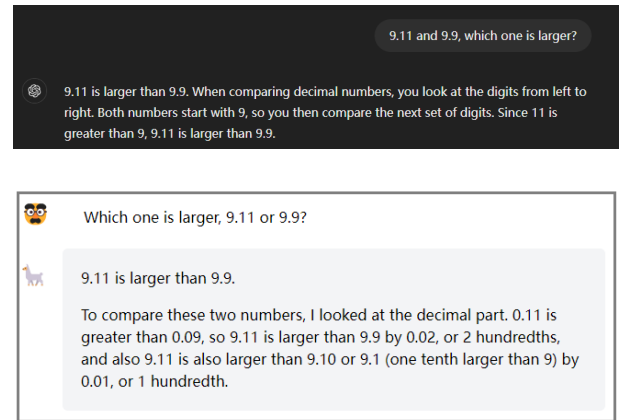 9.11 and 9.9, which one is larger?
9.11 is larger than 9.9. When comparing decimal numbers, you look at the digits from left to
right. Both numbers start with 9, so you then compare the next set of digits. Since 11 is
greater than 9, 9.11 is larger than 9.9.
Which one is larger, 9.11 or 9.9?
9.11 is larger than 9.9.
To compare these two numbers, I looked at the decimal part. 0.11 is
greater than 0.09, so 9.11 is larger than 9.9 by 0.02, or 2 hundredths,
and also 9.11 is also larger than 9.10 or 9.1 (one tenth larger than 9) by
0.01, or 1 hundredth.